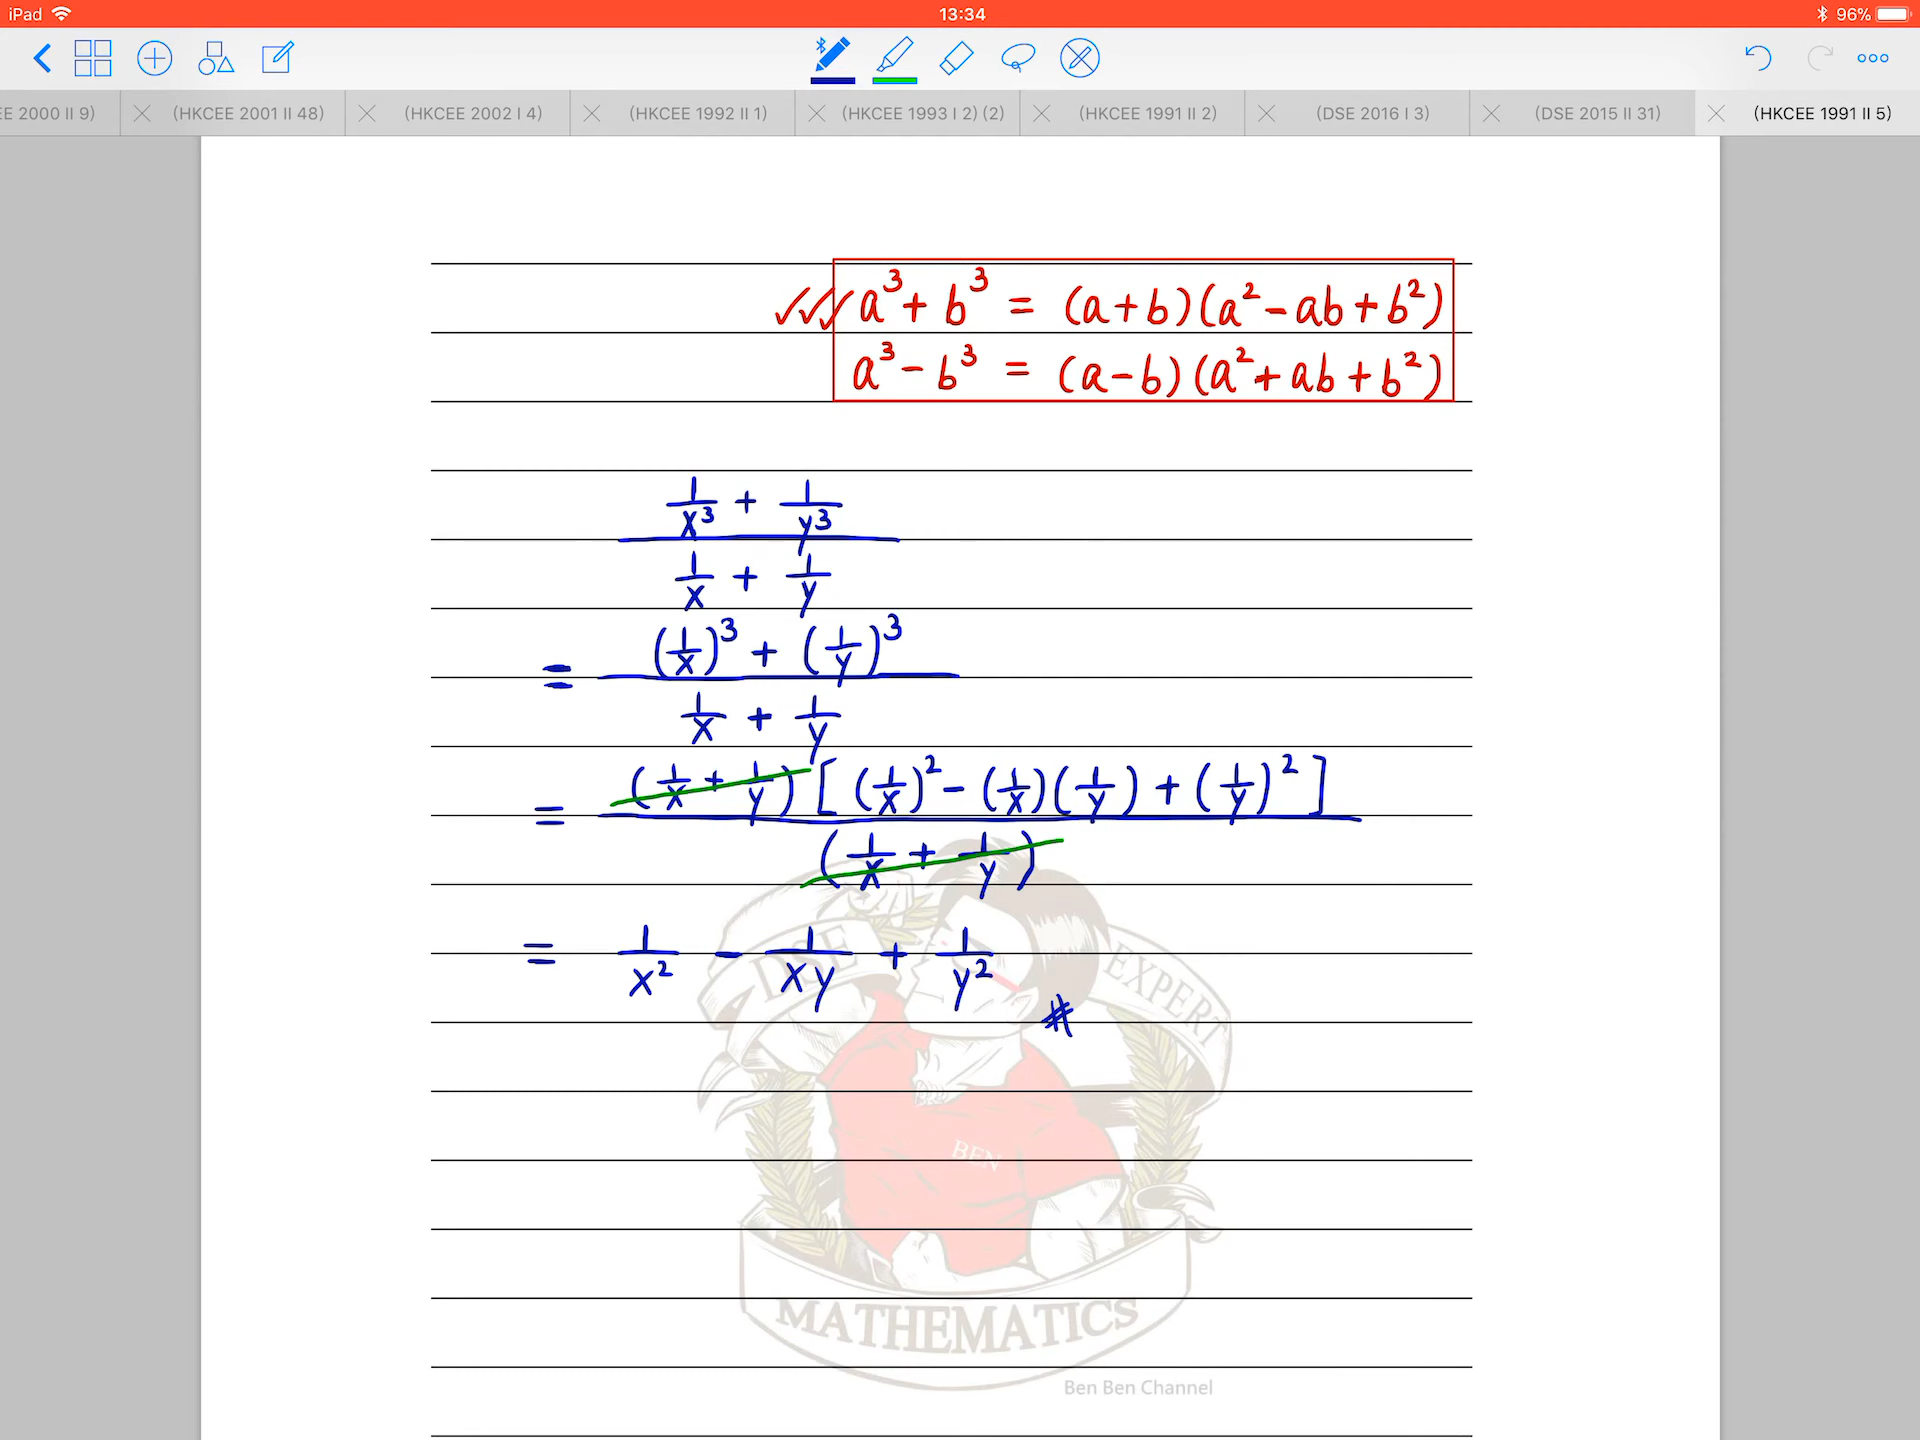 iPad 13:34 96%
EE 2000 II 9) (HKCEE 2001 II 48) (HKCEE 2002 I 4) (HKCEE 1992 II 1) (HKCEE 1993 I 2) (2) (HKCEE 1991 II 2) (DSE 2016 I 3) (DSE 2015 II 31) (HKCEE 1991 II 5)
✓✓✓ a³ + b³ = (a+b)(a² - ab + b²)
a³ - b³ = (a-b)(a² + ab + b²)
1/x³ + 1/y³
1/x + 1/y
= (1/x)³ + (1/y)³
1/x + 1/y
= (1/x + 1/y)[(1/x)² - (1/x)(1/y) + (1/y)²]
(1/x + 1/y)
= 1/x² - 1/xy + 1/y² #
DSE EXPERT
BEN
MATHEMATICS
Ben Ben Channel